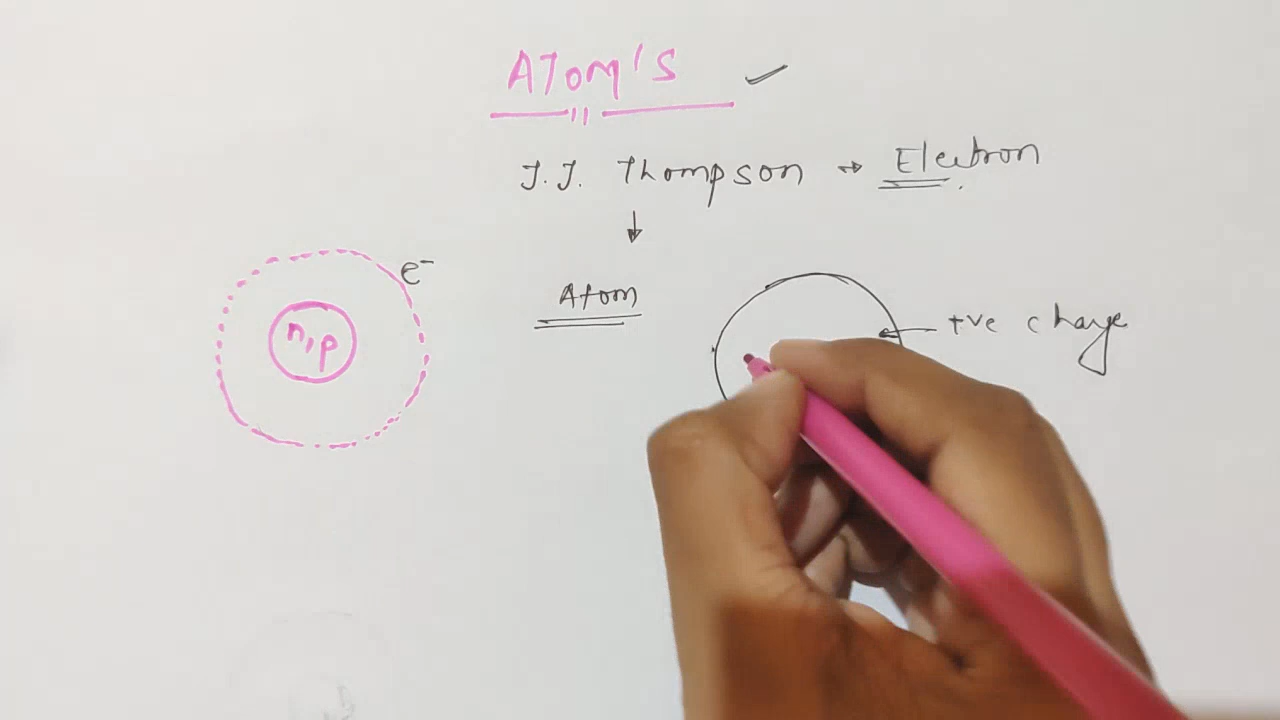 ATom's
J.J. Thompson → Electron
↓
e⁻
Atom
+ve charge
n,p